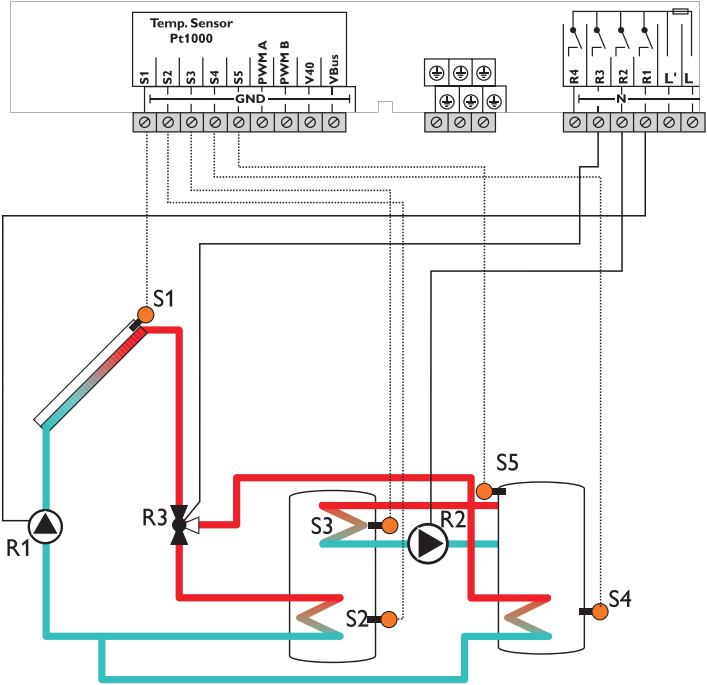 Temp. Sensor
Pt1000
S1
S2
S3
S4
S5
PWM A
PWM B
V40
VBus
GND
R4
R3
R2
R1
L'
L
N
S1
S5
R3
S3
R2
R1
S2
S4